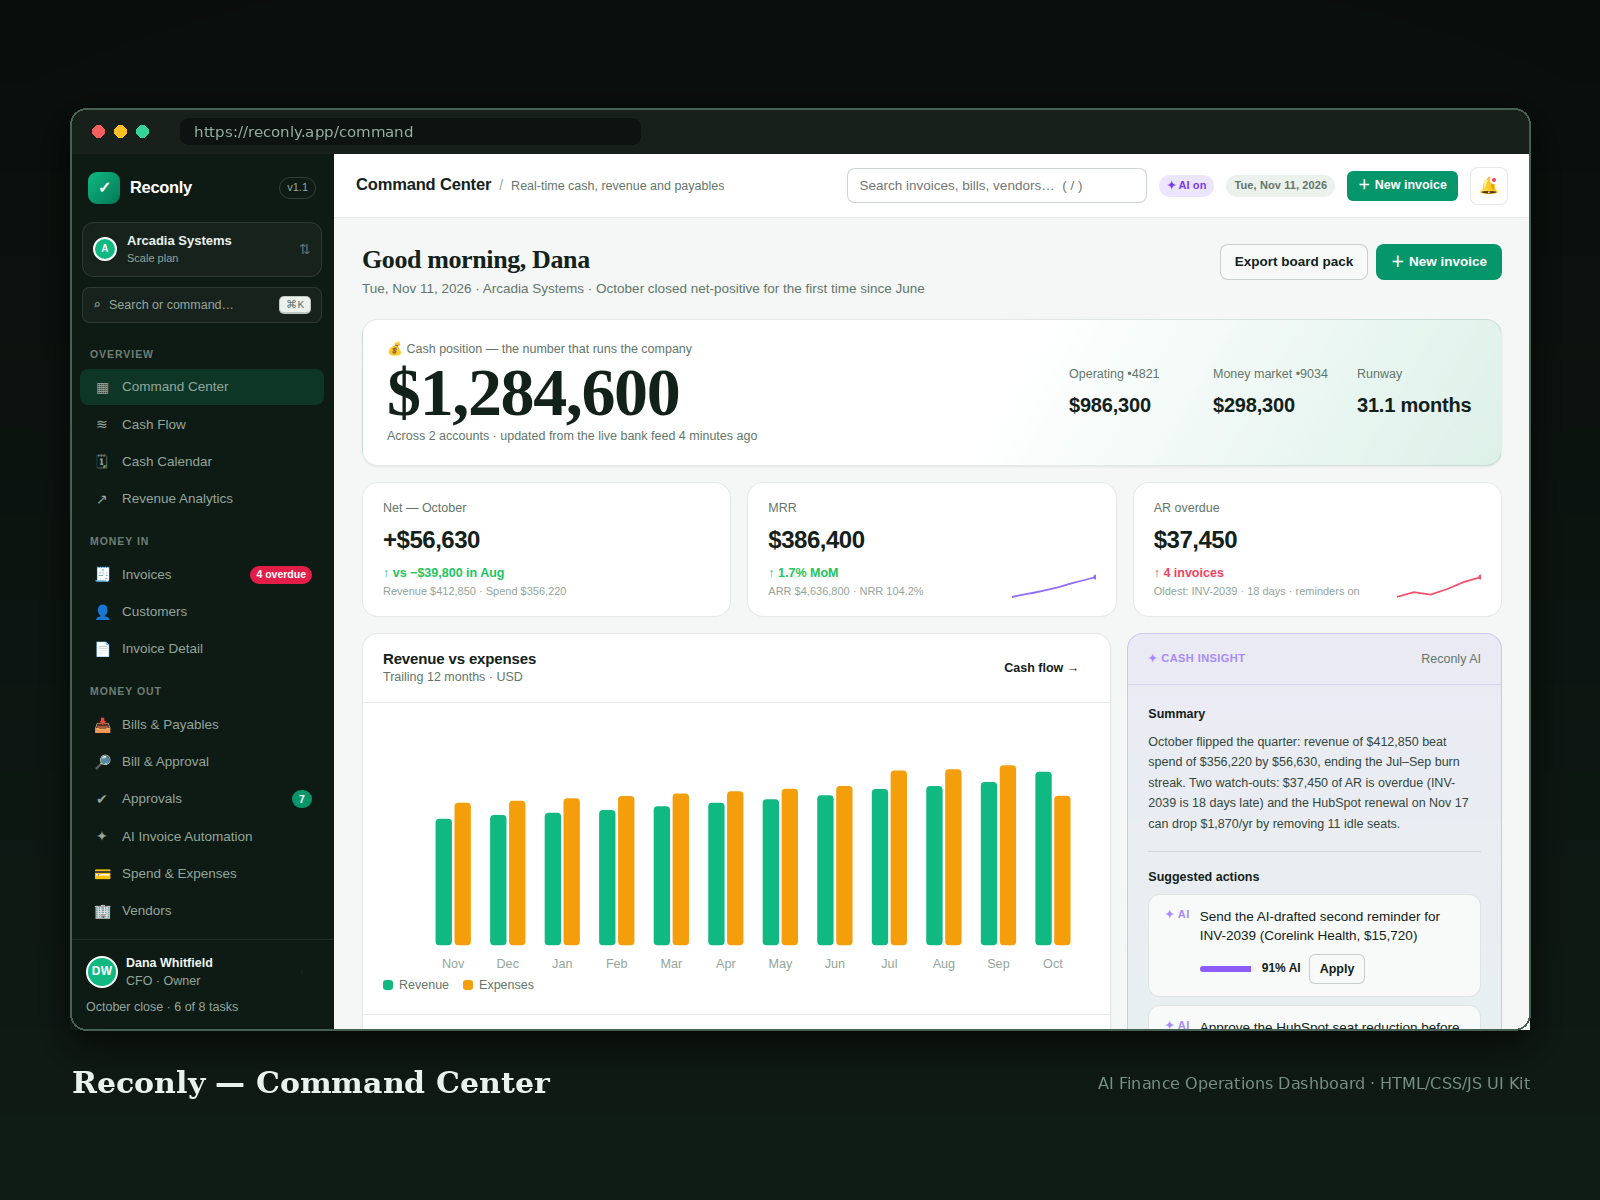 https://reconly.app/command
✓ Reconly v1.1
A Arcadia Systems
Scale plan
Search or command… ⌘K
OVERVIEW
Command Center
Cash Flow
Cash Calendar
Revenue Analytics
MONEY IN
Invoices 4 overdue
Customers
Invoice Detail
MONEY OUT
Bills & Payables
Bill & Approval
Approvals 7
AI Invoice Automation
Spend & Expenses
Vendors
DW Dana Whitfield
CFO · Owner
October close · 6 of 8 tasks
Command Center / Real-time cash, revenue and payables
Search invoices, bills, vendors… ( / )
✦ AI on
Tue, Nov 11, 2026
+ New invoice
Good morning, Dana
Tue, Nov 11, 2026 · Arcadia Systems · October closed net-positive for the first time since June
Export board pack
+ New invoice
💰 Cash position — the number that runs the company
$1,284,600
Across 2 accounts · updated from the live bank feed 4 minutes ago
Operating •4821
$986,300
Money market •9034
$298,300
Runway
31.1 months
Net — October
+$56,630
↑ vs −$39,800 in Aug
Revenue $412,850 · Spend $356,220
MRR
$386,400
↑ 1.7% MoM
ARR $4,636,800 · NRR 104.2%
AR overdue
$37,450
↑ 4 invoices
Oldest: INV-2039 · 18 days · reminders on
Revenue vs expenses
Trailing 12 months · USD
Cash flow →
Nov Dec Jan Feb Mar Apr May Jun Jul Aug Sep Oct
Revenue Expenses
✦ CASH INSIGHT Reconly AI
Summary
October flipped the quarter: revenue of $412,850 beat
spend of $356,220 by $56,630, ending the Jul–Sep burn
streak. Two watch-outs: $37,450 of AR is overdue (INV-
2039 is 18 days late) and the HubSpot renewal on Nov 17
can drop $1,870/yr by removing 11 idle seats.
Suggested actions
✦ AI Send the AI-drafted second reminder for
INV-2039 (Corelink Health, $15,720)
91% AI Apply
✦ AI Approve the HubSpot seat reduction before
Reconly — Command Center
AI Finance Operations Dashboard · HTML/CSS/JS UI Kit